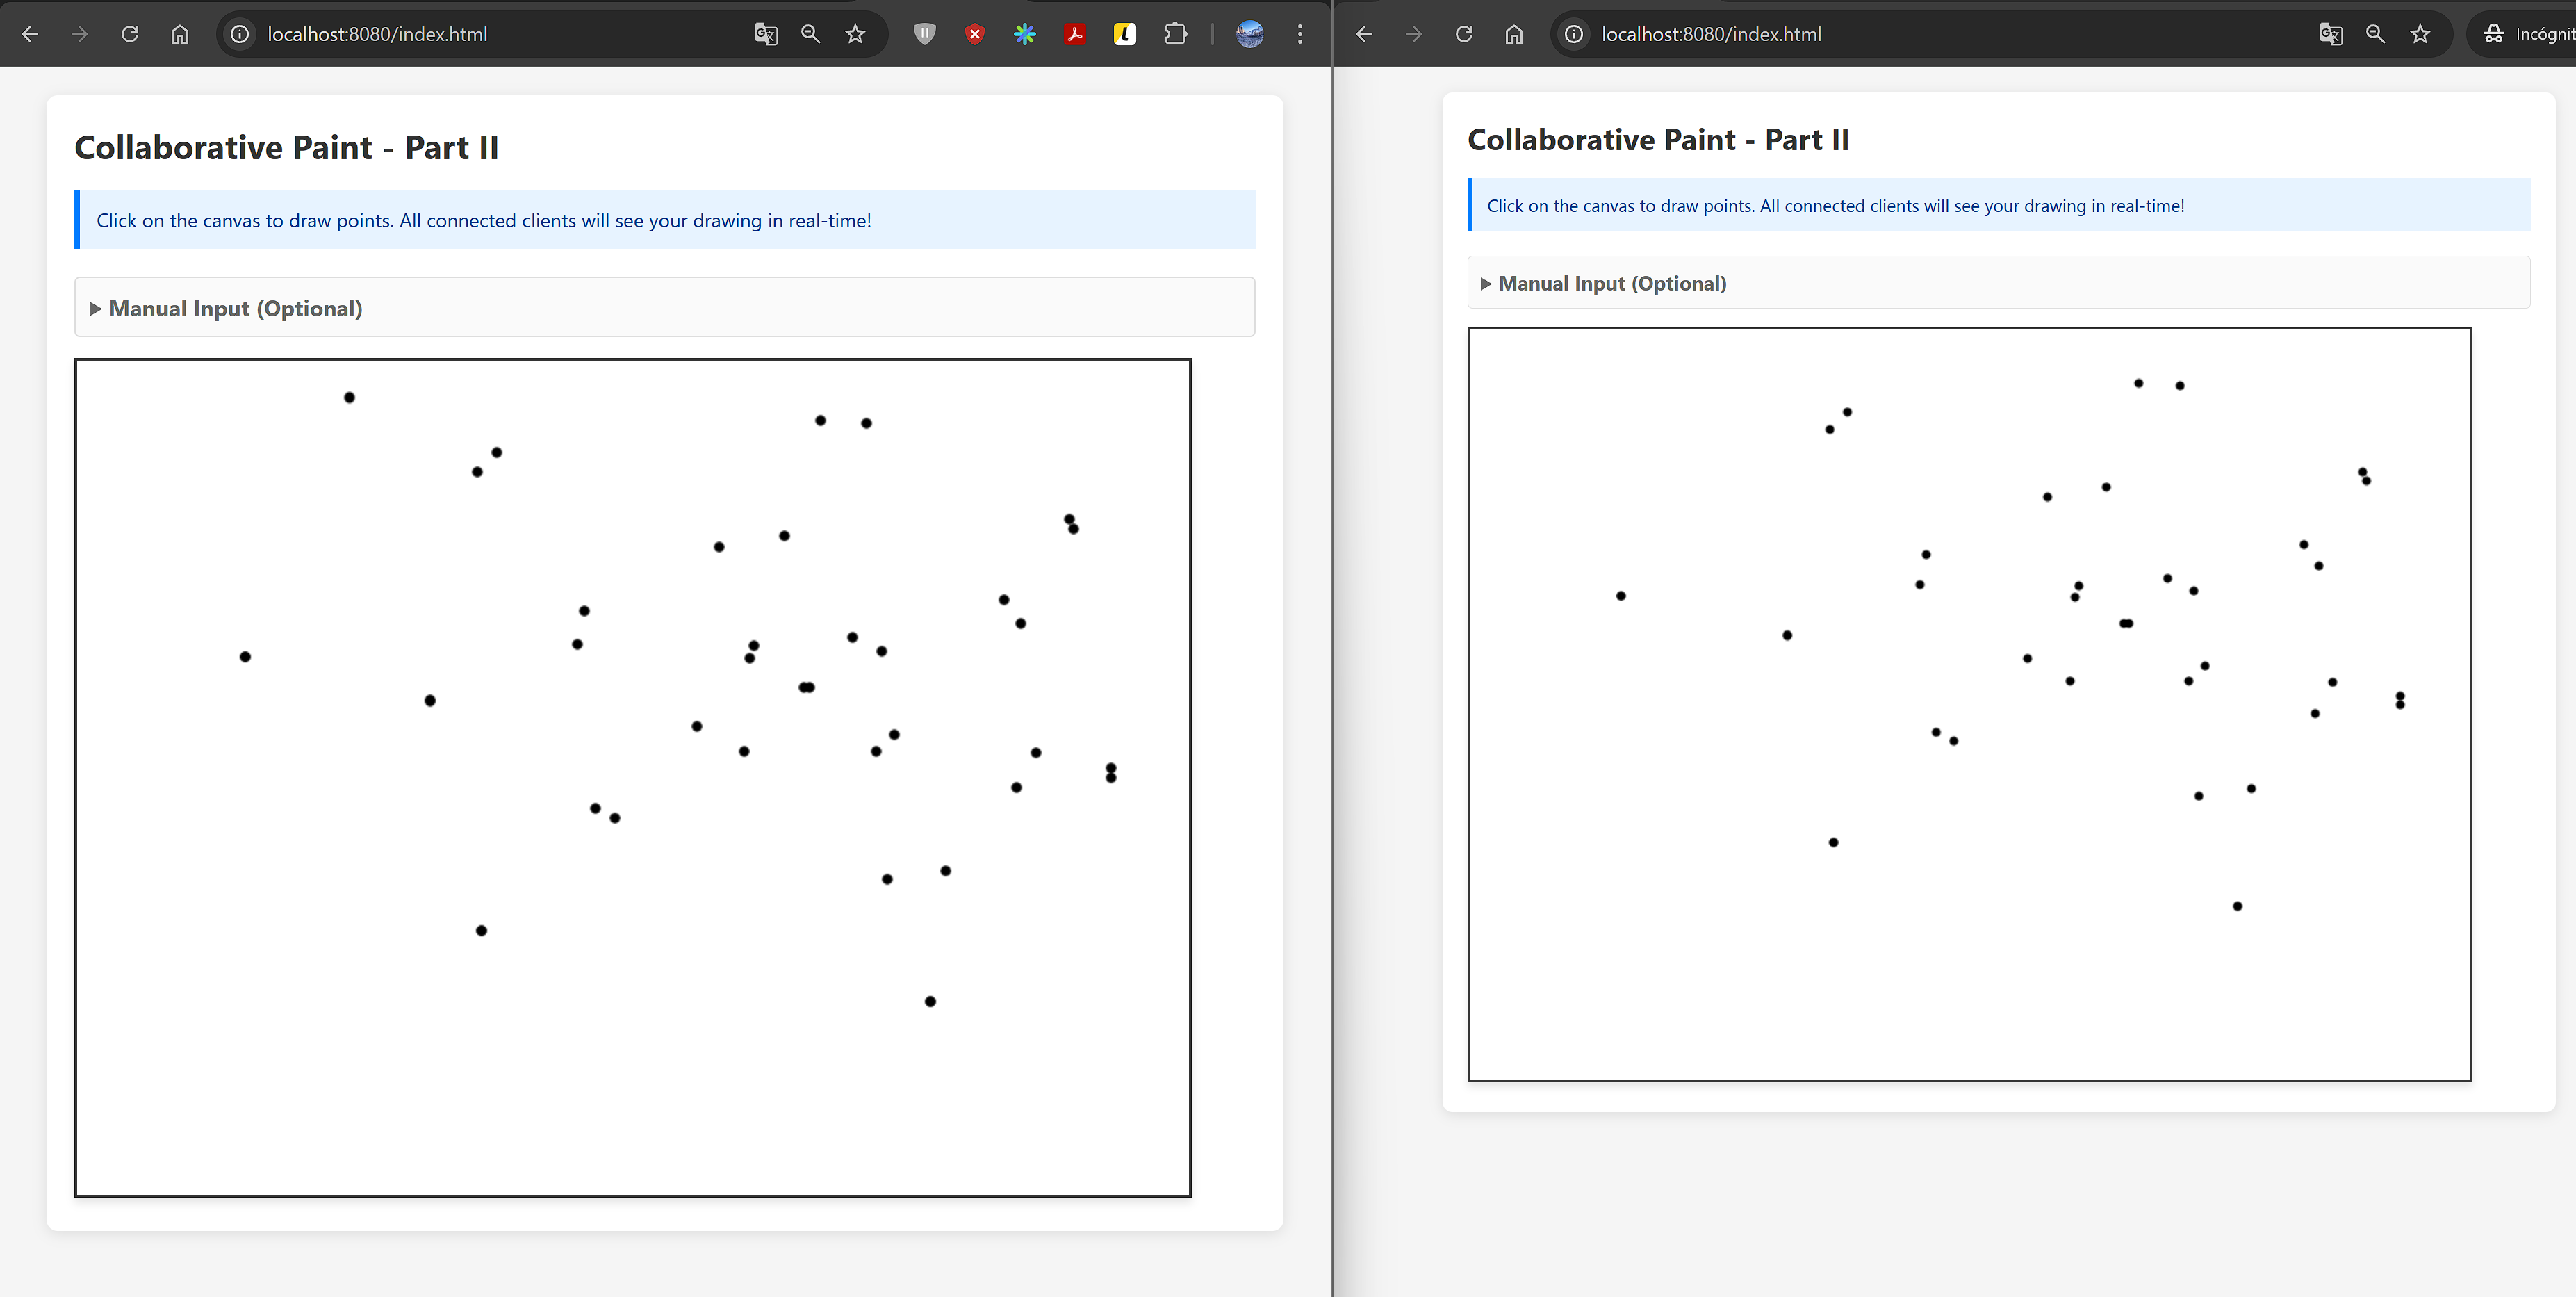 localhost:8080/index.html
Collaborative Paint - Part II
Click on the canvas to draw points. All connected clients will see your drawing in real-time!
Manual Input (Optional)
localhost:8080/index.html
Incógnit
Collaborative Paint - Part II
Click on the canvas to draw points. All connected clients will see your drawing in real-time!
Manual Input (Optional)